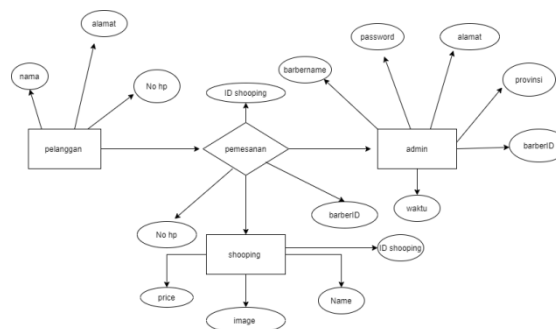 alamat
password
alamat
nama
No hp
barbername
provinsi
ID shooping
pelanggan
pemesanan
admin
barberID
barberID
waktu
No hp
shooping
ID shooping
price
Name
image